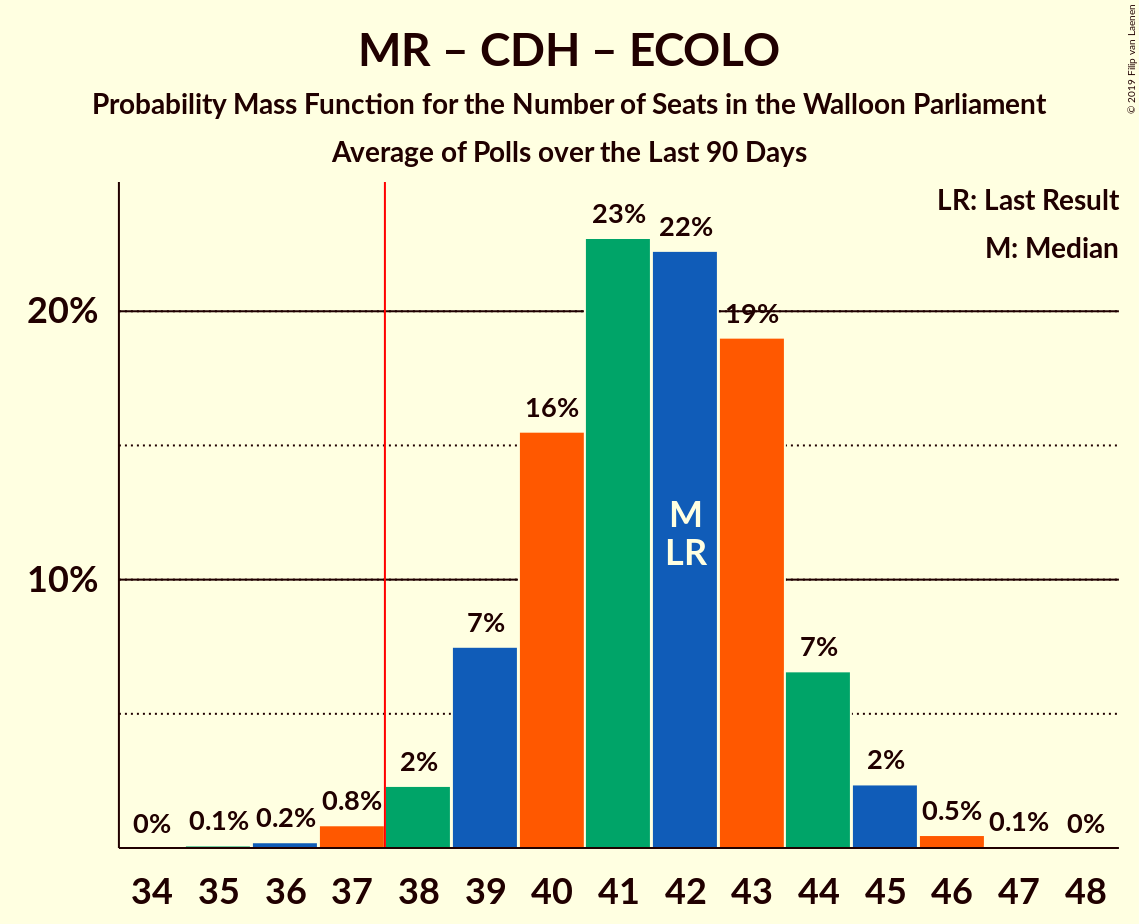 MR – CDH – ECOLO
Probability Mass Function for the Number of Seats in the Walloon Parliament
Average of Polls over the Last 90 Days
© 2019 Filip van Laenen
LR: Last Result
M: Median
20%
10%
0%
0.1%
0.2%
0.8%
2%
7%
16%
23%
22%
19%
7%
2%
0.5%
0.1%
0%
M
LR
34 35 36 37 38 39 40 41 42 43 44 45 46 47 48